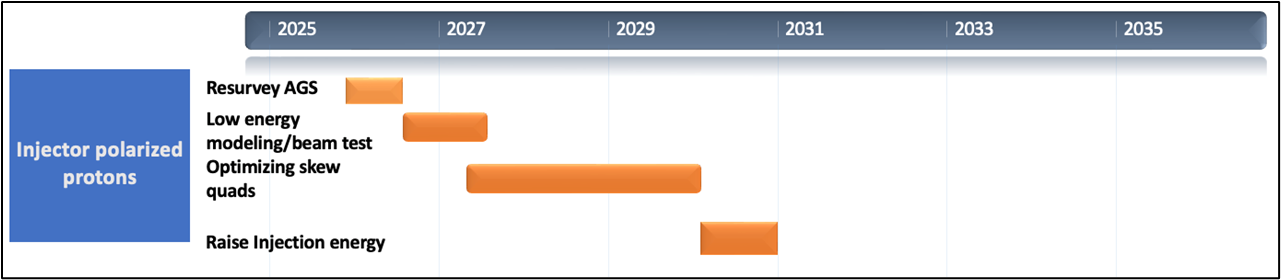 2025 2027 2029 2031 2033 2035
Injector polarized
protons
Resurvey AGS
Low energy
modeling/beam test
Optimizing skew
quads
Raise Injection energy